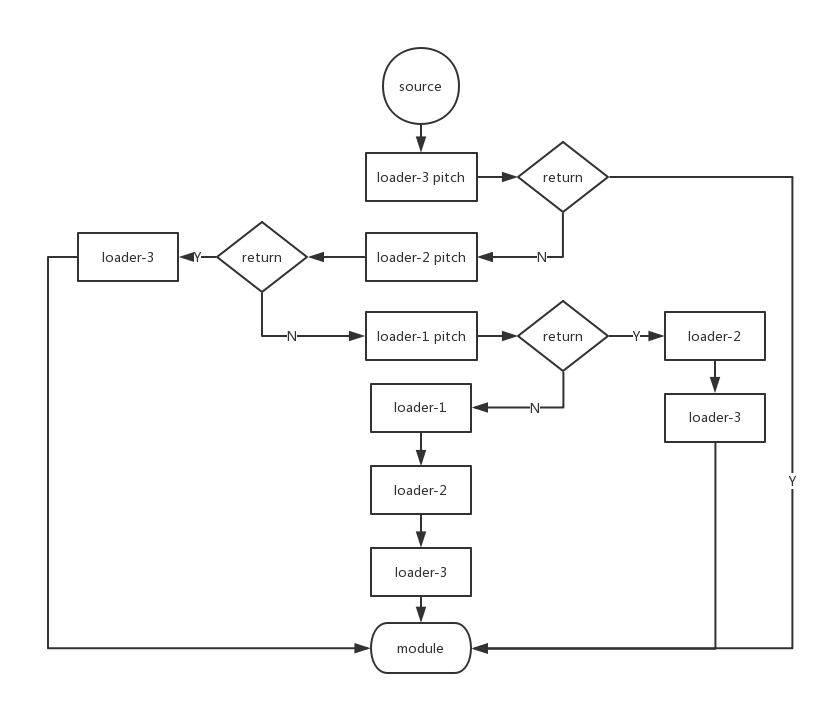 source
loader-3 pitch
return
loader-3
Y
return
loader-2 pitch
N
N
loader-1 pitch
return
Y
loader-2
loader-1
N
loader-3
loader-2
Y
loader-3
module